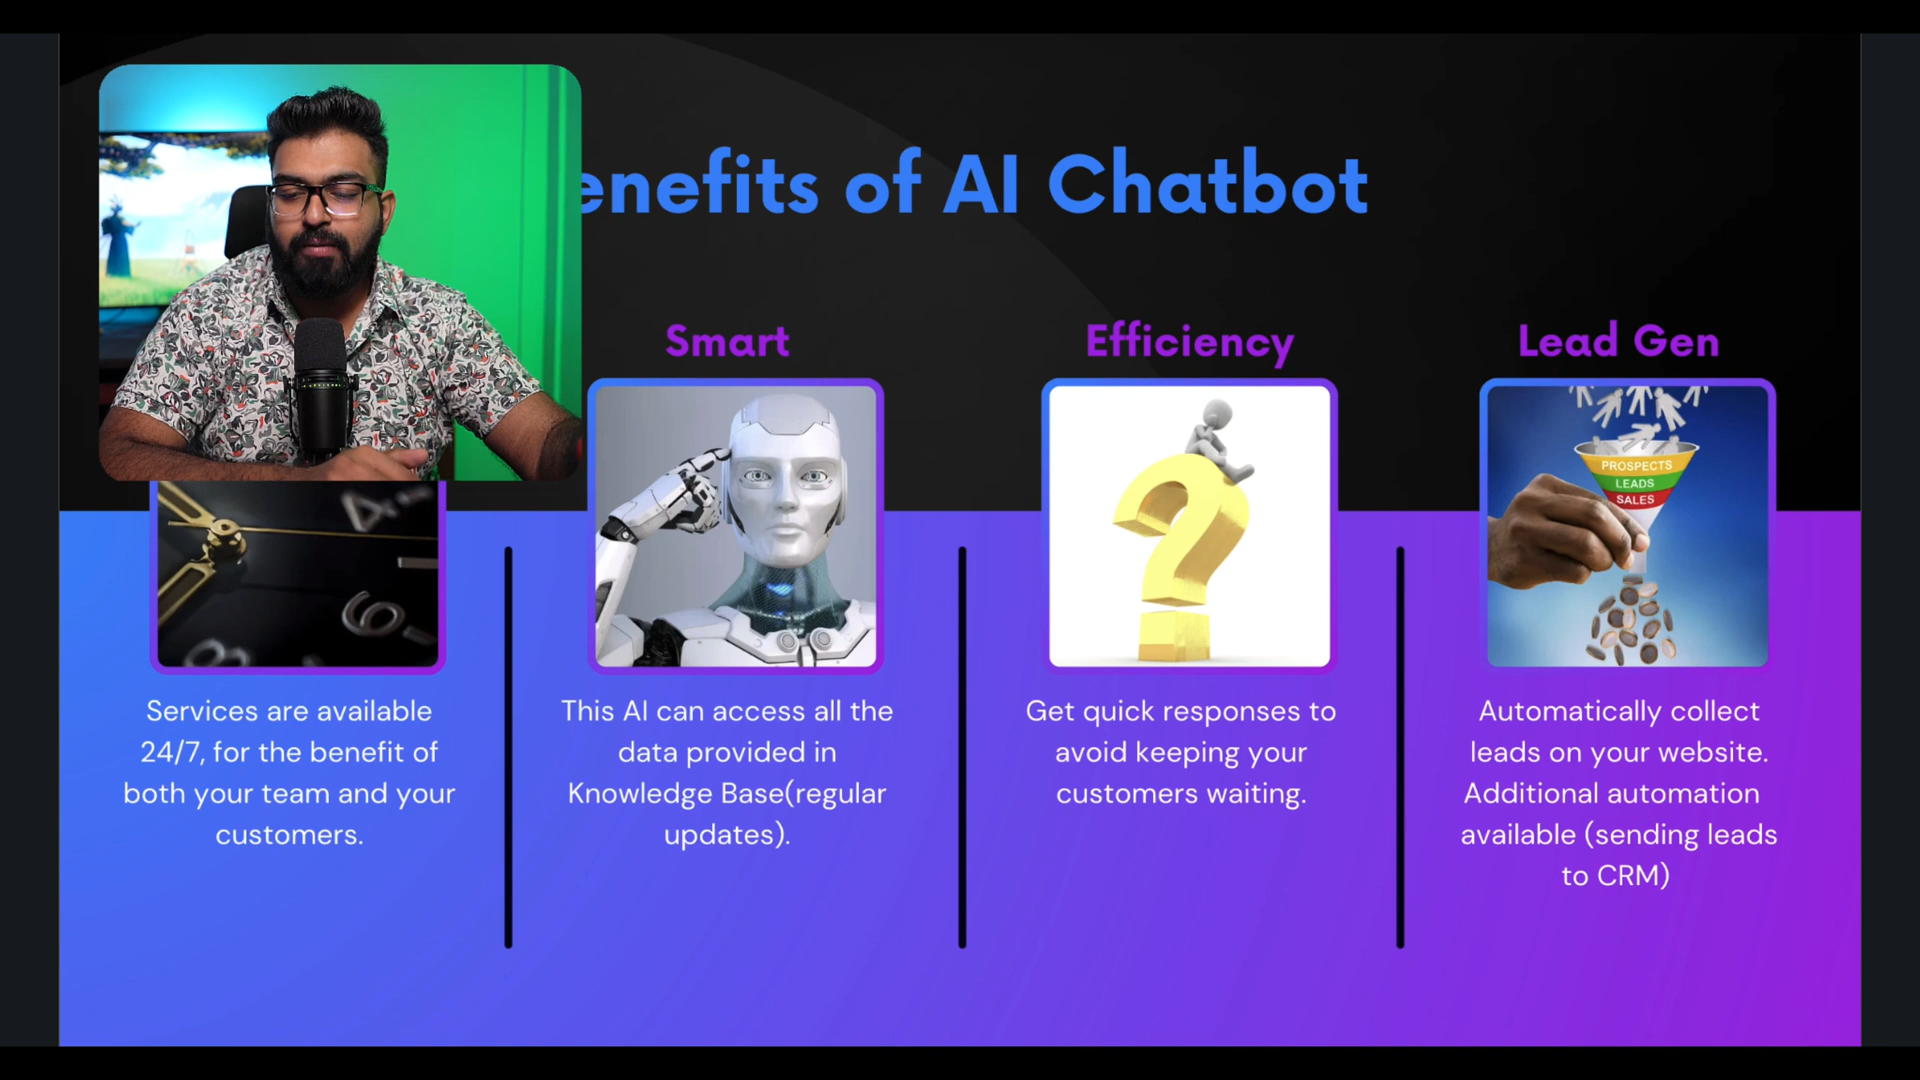 enefits of AI Chatbot
Smart
Efficiency
Lead Gen
4
6
8
PROSPECTS
LEADS
SALES
Services are available
24/7, for the benefit of
both your team and your
customers.
This AI can access all the
data provided in
Knowledge Base(regular
updates).
Get quick responses to
avoid keeping your
customers waiting.
Automatically collect
leads on your website.
Additional automation
available (sending leads
to CRM)